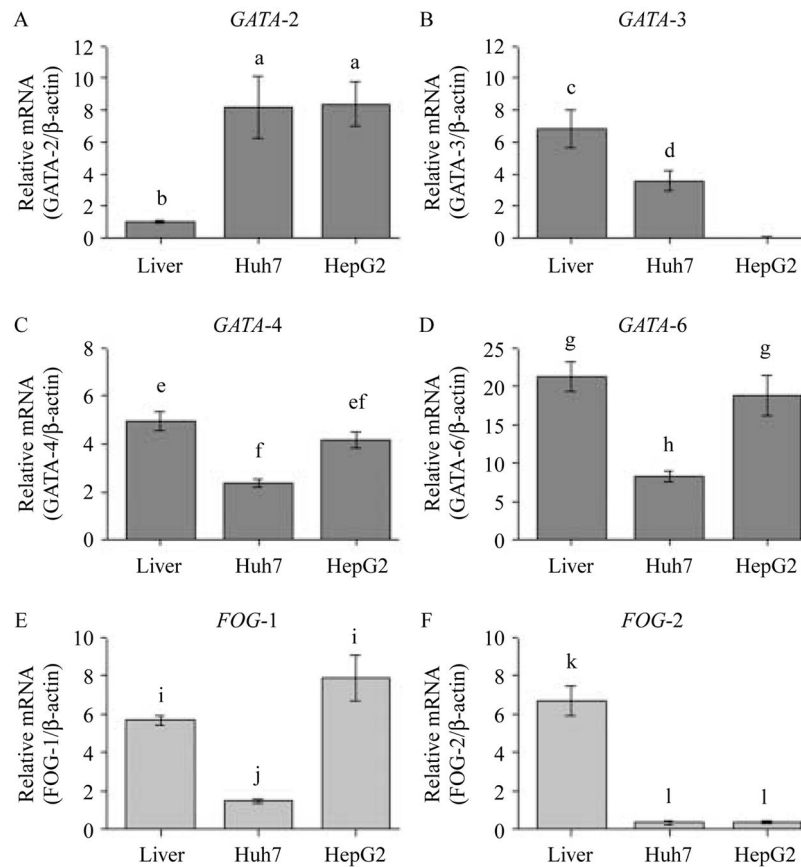 A GATA-2
Relative mRNA
(GATA-2/β-actin)
12
10
8
6
4
2
0
b
a
a
Liver Huh7 HepG2
B GATA-3
Relative mRNA
(GATA-3/β-actin)
12
10
8
6
4
2
0
c
d
Liver Huh7 HepG2
C GATA-4
Relative mRNA
(GATA-4/β-actin)
8
6
4
2
0
e
f
ef
Liver Huh7 HepG2
D GATA-6
Relative mRNA
(GATA-6/β-actin)
25
20
15
10
5
0
g
h
g
Liver Huh7 HepG2
E FOG-1
Relative mRNA
(FOG-1/β-actin)
10
8
6
4
2
0
i
j
i
Liver Huh7 HepG2
F FOG-2
Relative mRNA
(FOG-2/β-actin)
10
8
6
4
2
0
k
l
l
Liver Huh7 HepG2